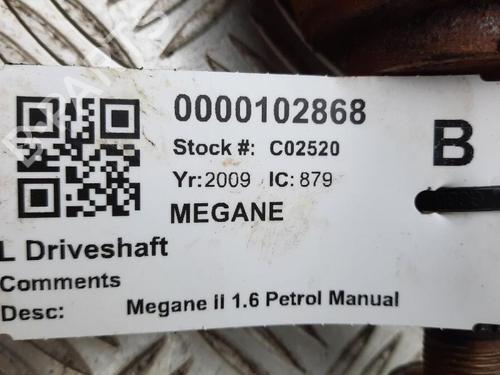 0000102868
Stock #: C02520
B
Yr:2009 IC:879
MEGANE
L Driveshaft
Comments
Desc: Megane ii 1.6 Petrol Manual